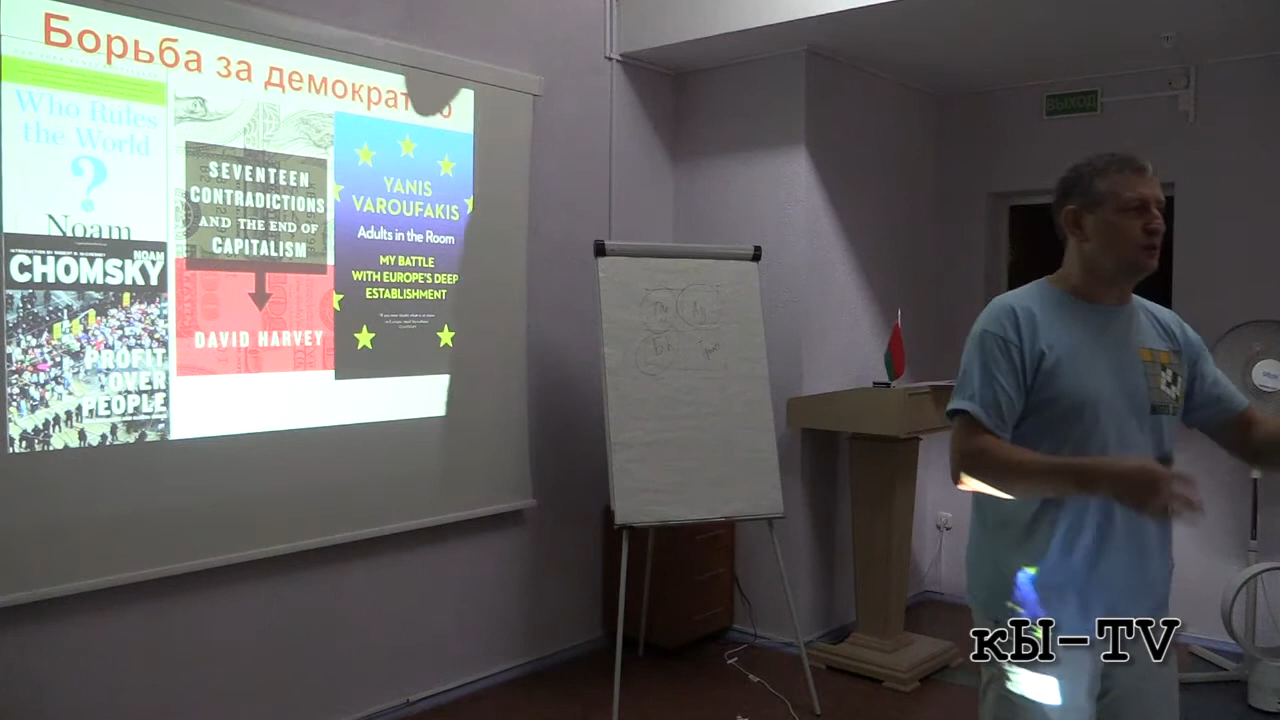 Борьба за демократию
Who Rules
the World
?
Noam
NOAM
CHOMSKY
PROFIT
OVER
PEOPLE
SEVENTEEN
CONTRADICTIONS
AND THE END OF
CAPITALISM
DAVID HARVEY
YANIS
VAROUFAKIS
Adults in the Room
MY BATTLE
WITH EUROPE'S DEEP
ESTABLISHMENT
ВЫХОД
кЫ-TV